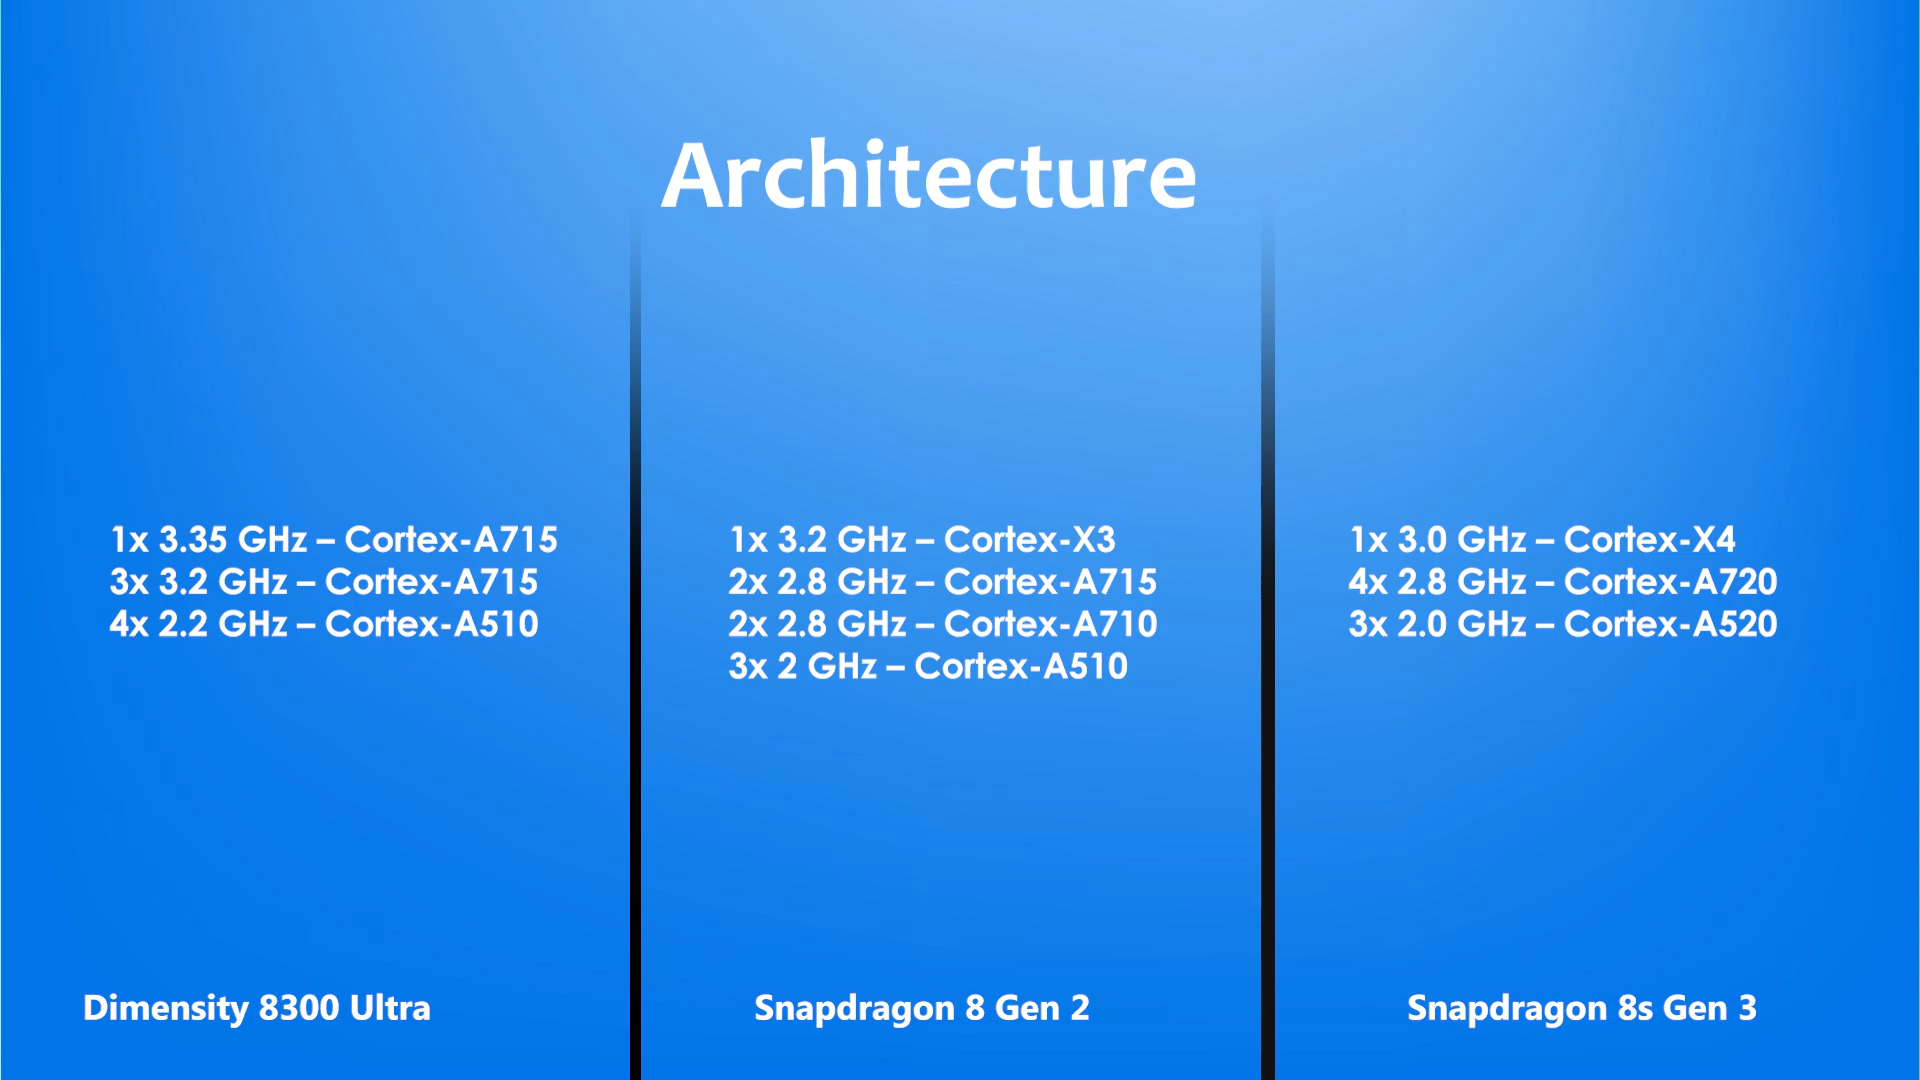 Architecture
1x 3.35 GHz – Cortex-A715
3x 3.2 GHz – Cortex-A715
4x 2.2 GHz – Cortex-A510
Dimensity 8300 Ultra
1x 3.2 GHz – Cortex-X3
2x 2.8 GHz – Cortex-A715
2x 2.8 GHz – Cortex-A710
3x 2 GHz – Cortex-A510
Snapdragon 8 Gen 2
1x 3.0 GHz – Cortex-X4
4x 2.8 GHz – Cortex-A720
3x 2.0 GHz – Cortex-A520
Snapdragon 8s Gen 3